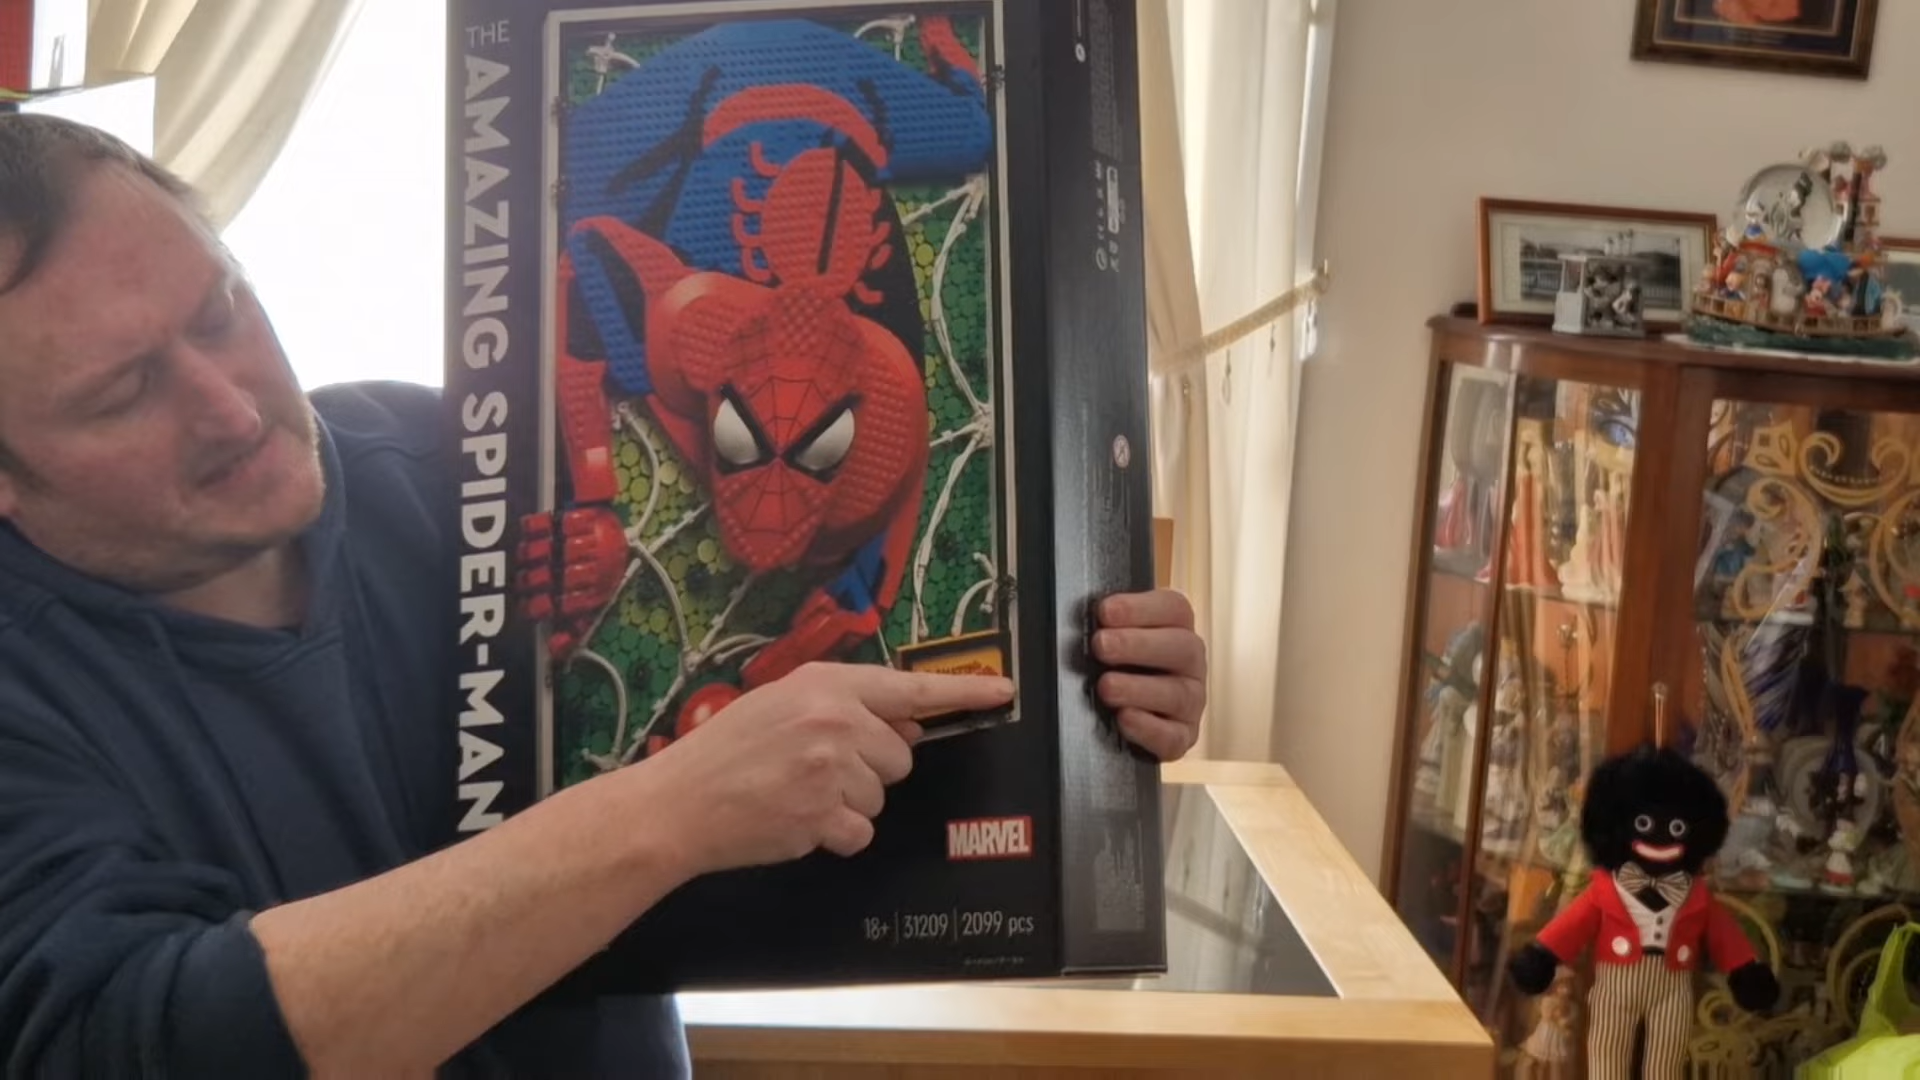 THE
AMAZING SPIDER-MAN
MARVEL
18+ | 31209 | 2099 pcs